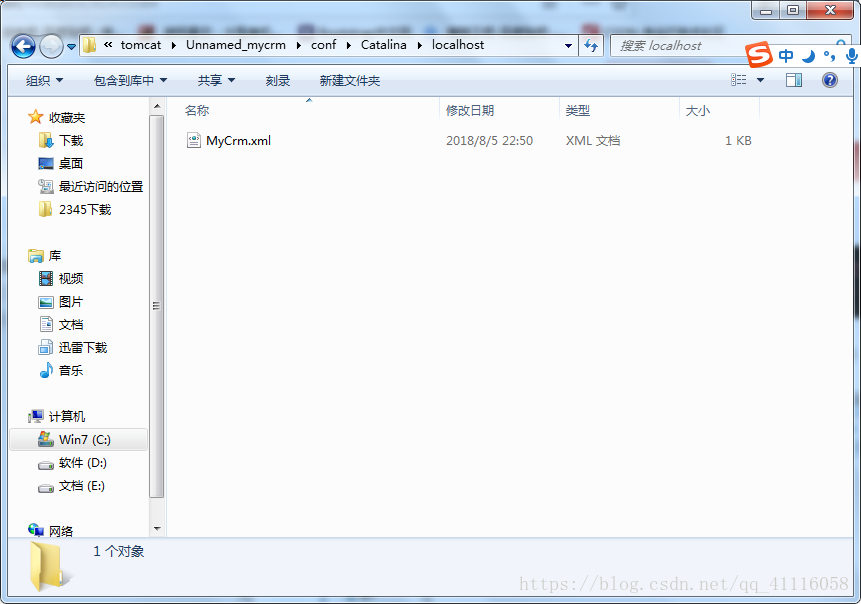 « tomcat ▸ Unnamed_mycrm ▸ conf ▸ Catalina ▸ localhost
搜索 localhost
中
组织 包含到库中 共享 刻录 新建文件夹
名称 修改日期 类型 大小
MyCrm.xml 2018/8/5 22:50 XML 文档 1 KB
收藏夹
下载
桌面
最近访问的位置
2345下载
库
视频
图片
文档
迅雷下载
音乐
计算机
Win7 (C:)
软件 (D:)
文档 (E:)
网络
1 个对象
https://blog.csdn.net/qq_41116058